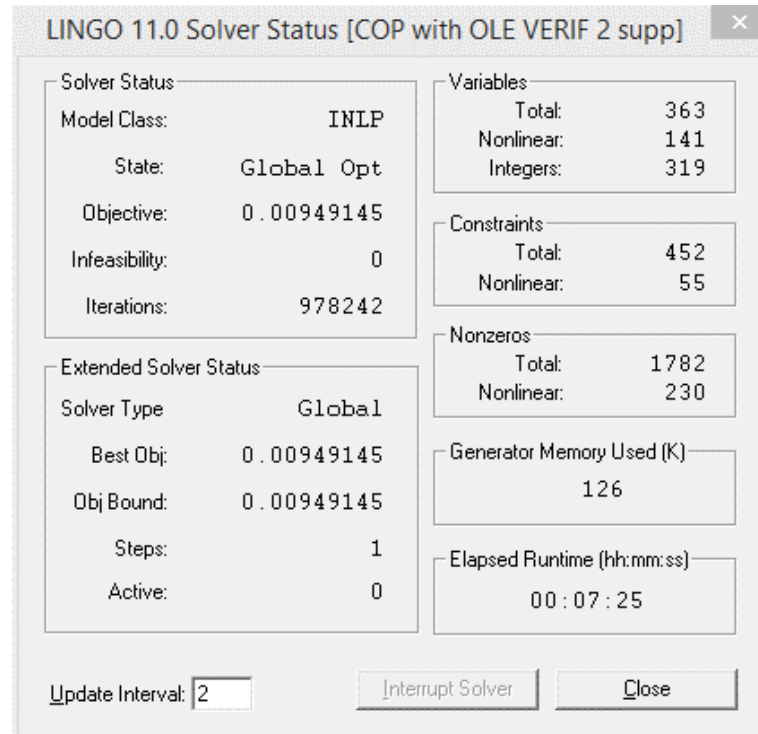 LINGO 11.0 Solver Status [COP with OLE VERIF 2 supp]
Solver Status
Model Class: INLP
State: Global Opt
Objective: 0.00949145
Infeasibility: 0
Iterations: 978242
Extended Solver Status
Solver Type Global
Best Obj: 0.00949145
Obj Bound: 0.00949145
Steps: 1
Active: 0
Variables
Total: 363
Nonlinear: 141
Integers: 319
Constraints
Total: 452
Nonlinear: 55
Nonzeros
Total: 1782
Nonlinear: 230
Generator Memory Used (K)
126
Elapsed Runtime (hh:mm:ss)
00:07:25
Update Interval: 2
Interrupt Solver
Close